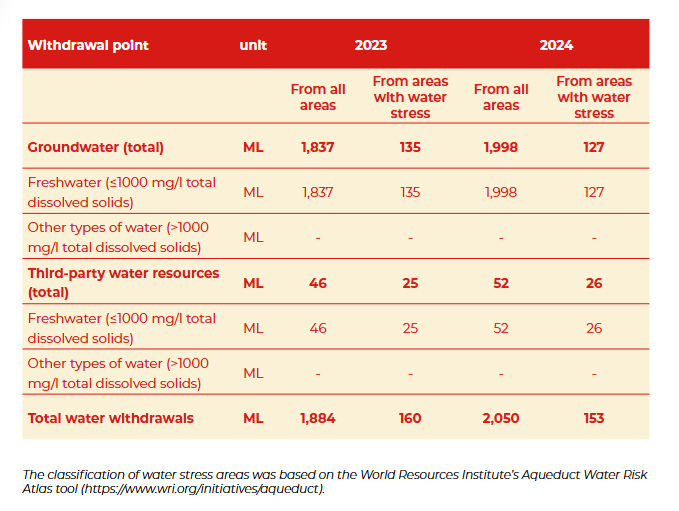 Withdrawal point unit 2023 2024
From all areas From areas with water stress From all areas From areas with water stress
Groundwater (total) ML 1,837 135 1,998 127
Freshwater (≤1000 mg/l total dissolved solids) ML 1,837 135 1,998 127
Other types of water (>1000 mg/l total dissolved solids) ML - - - -
Third-party water resources (total) ML 46 25 52 26
Freshwater (≤1000 mg/l total dissolved solids) ML 46 25 52 26
Other types of water (>1000 mg/l total dissolved solids) ML - - - -
Total water withdrawals ML 1,884 160 2,050 153
The classification of water stress areas was based on the World Resources Institute's Aqueduct Water Risk
Atlas tool (https://www.wri.org/initiatives/aqueduct).